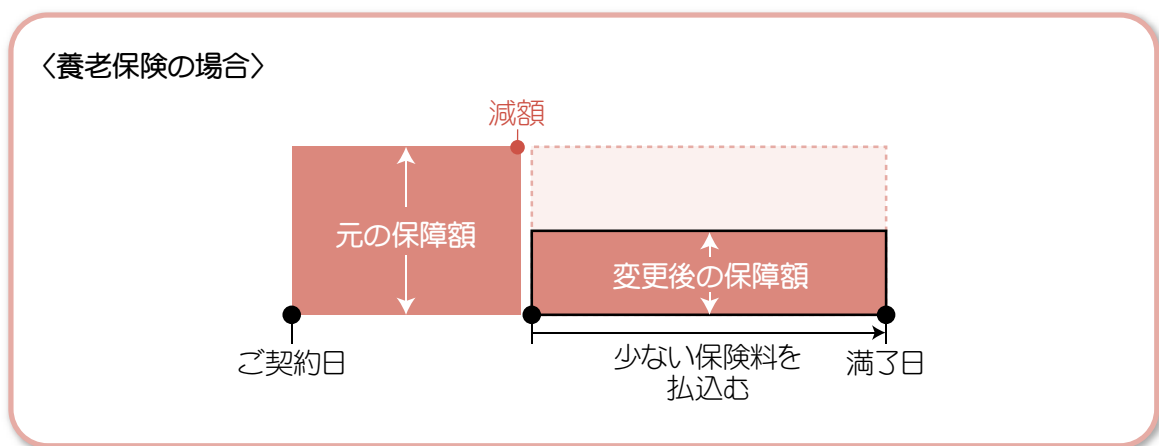 〈養老保険の場合〉
減額
元の保障額
変更後の保障額
ご契約日
少ない保険料を
払込む
満了日